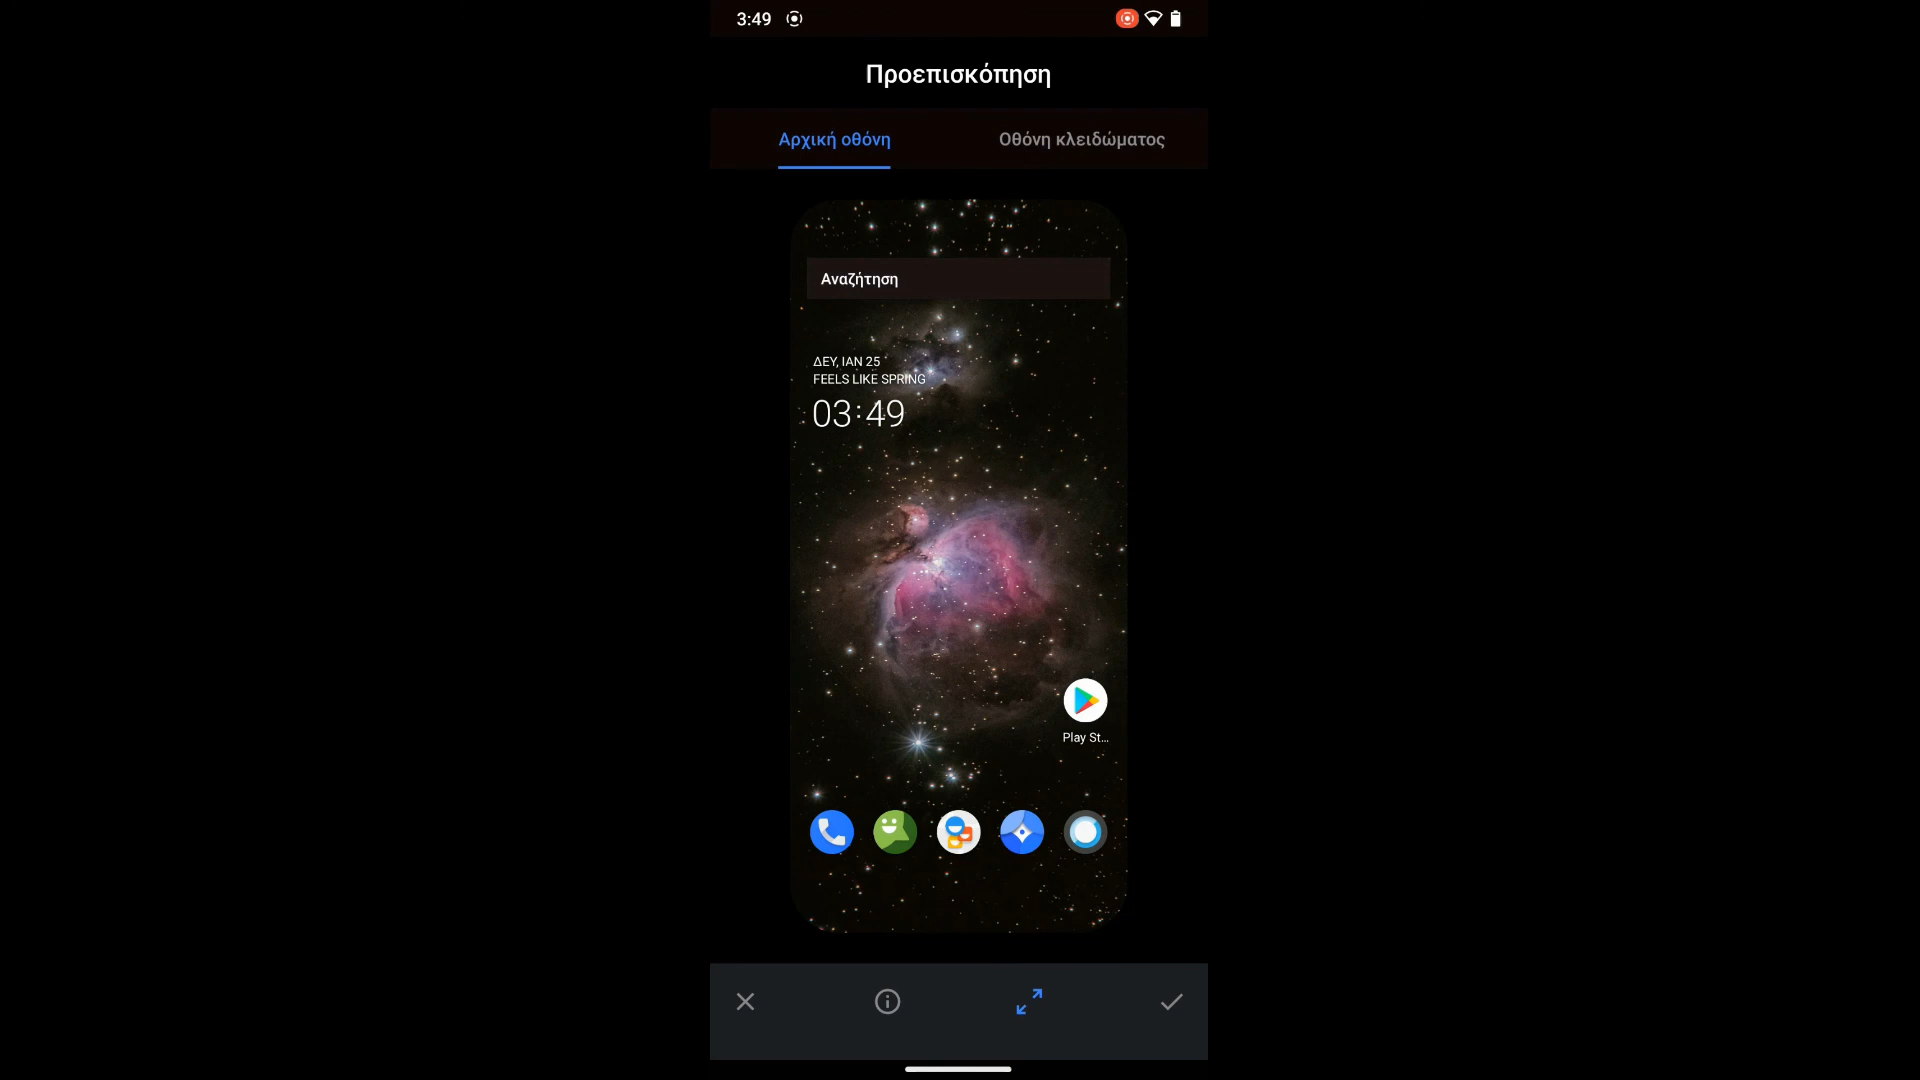 3:49
Προεπισκόπηση
Αρχική οθόνη
Οθόνη κλειδώματος
Αναζήτηση
ΔΕΥ, ΙΑΝ 25
FEELS LIKE SPRING
03:49
Play St...